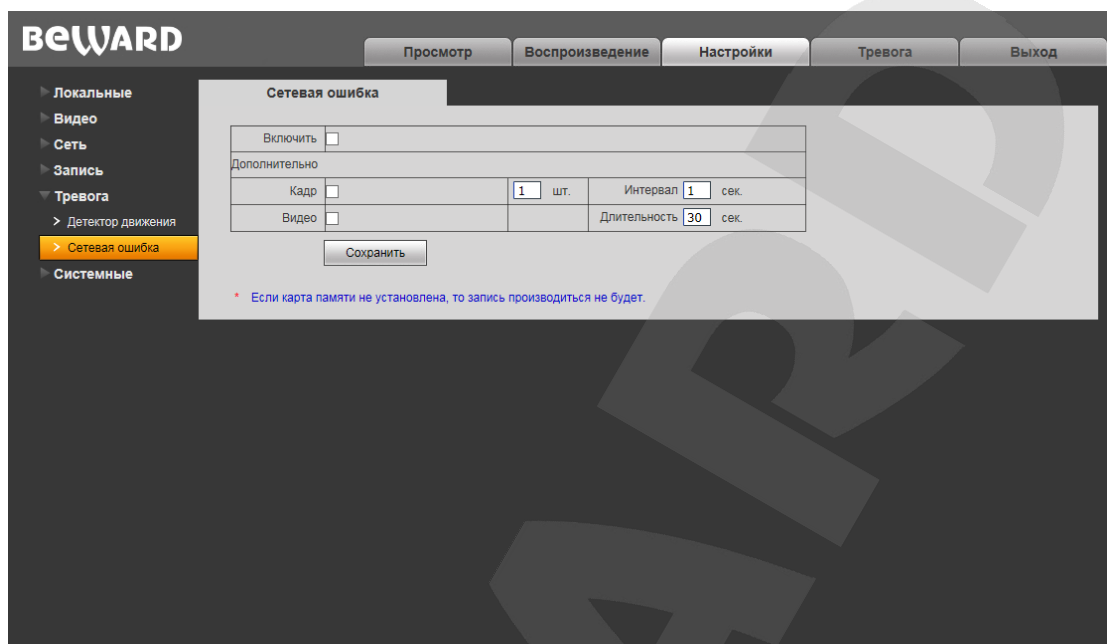 BEWARD
Просмотр Воспроизведение Настройки Тревога Выход
Локальные
Видео
Сеть
Запись
Тревога
> Детектор движения
> Сетевая ошибка
Системные
Сетевая ошибка
Включить
Дополнительно
Кадр 1 шт. Интервал 1 сек.
Видео Длительность 30 сек.
Сохранить
* Если карта памяти не установлена, то запись производиться не будет.
ARD